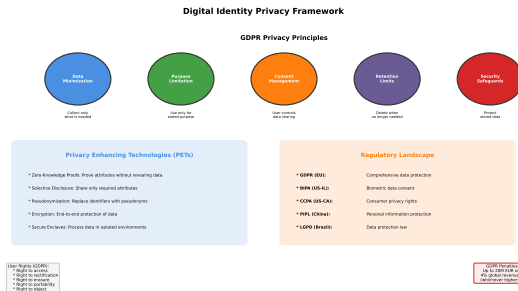 Digital Identity Privacy Framework
GDPR Privacy Principles
Data
Minimization
Purpose
Limitation
Consent
Management
Retention
Limits
Security
Safeguards
Collect only
what is needed
Use only for
stated purpose
User controls
data sharing
Delete when
no longer needed
Protect
stored data
Privacy Enhancing Technologies (PETs)
* Zero-Knowledge Proofs: Prove attributes without revealing data
* Selective Disclosure: Share only required attributes
* Pseudonymization: Replace identifiers with pseudonyms
* Encryption: End-to-end protection of data
* Secure Enclaves: Process data in isolated environments
Regulatory Landscape
* GDPR (EU): Comprehensive data protection
* BIPA (US-IL): Biometric data consent
* CCPA (US-CA): Consumer privacy rights
* PIPL (China): Personal information protection
* LGPD (Brazil): Data protection law
User Rights (GDPR):
* Right to access
* Right to rectification
* Right to erasure
* Right to portability
* Right to object
GDPR Penalties
Up to 20M EUR
4% global
(whichever higher